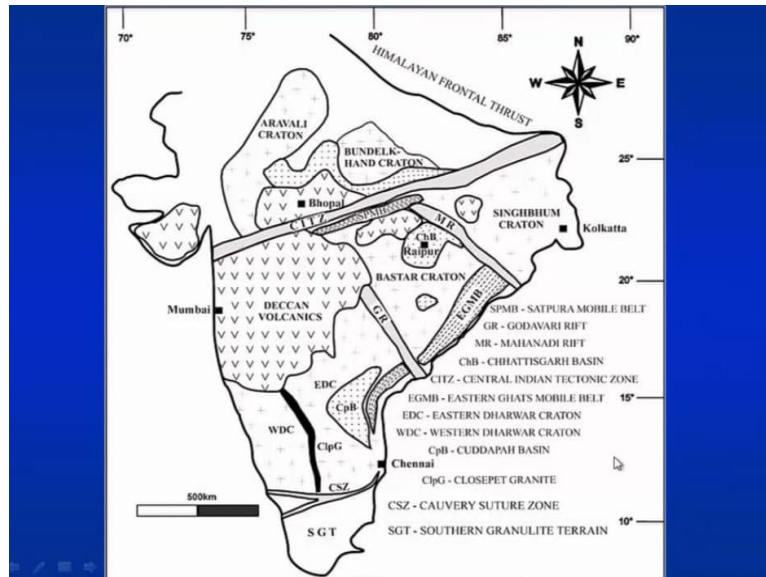 70°
75°
80°
85°
90°
HIMALAYAN FRONTAL THRUST
N
W
E
S
ARAVALI
CRATON
BUNDELK-
HAND CRATON
25°
Bhopal
CITZ
SPMB
MR
SINGHBHUM
CRATON
Kolkatta
ChB
Raipur
BASTAR CRATON
20°
Mumbai
DECCAN
VOLCANICS
GR
EGMB
SPMB - SATPURA MOBILE BELT
GR - GODAVARI RIFT
MR - MAHANADI RIFT
ChB - CHHATTISGARH BASIN
CITZ - CENTRAL INDIAN TECTONIC ZONE
EDC
15°
EGMB - EASTERN GHATS MOBILE BELT
CpB
EDC - EASTERN DHARWAR CRATON
WDC
WDC - WESTERN DHARWAR CRATON
ClpG
CpB - CUDDAPAH BASIN
Chennai
ClpG - CLOSEPET GRANITE
CSZ
500km
CSZ - CAUVERY SUTURE ZONE
10°
SGT
SGT - SOUTHERN GRANULITE TERRAIN